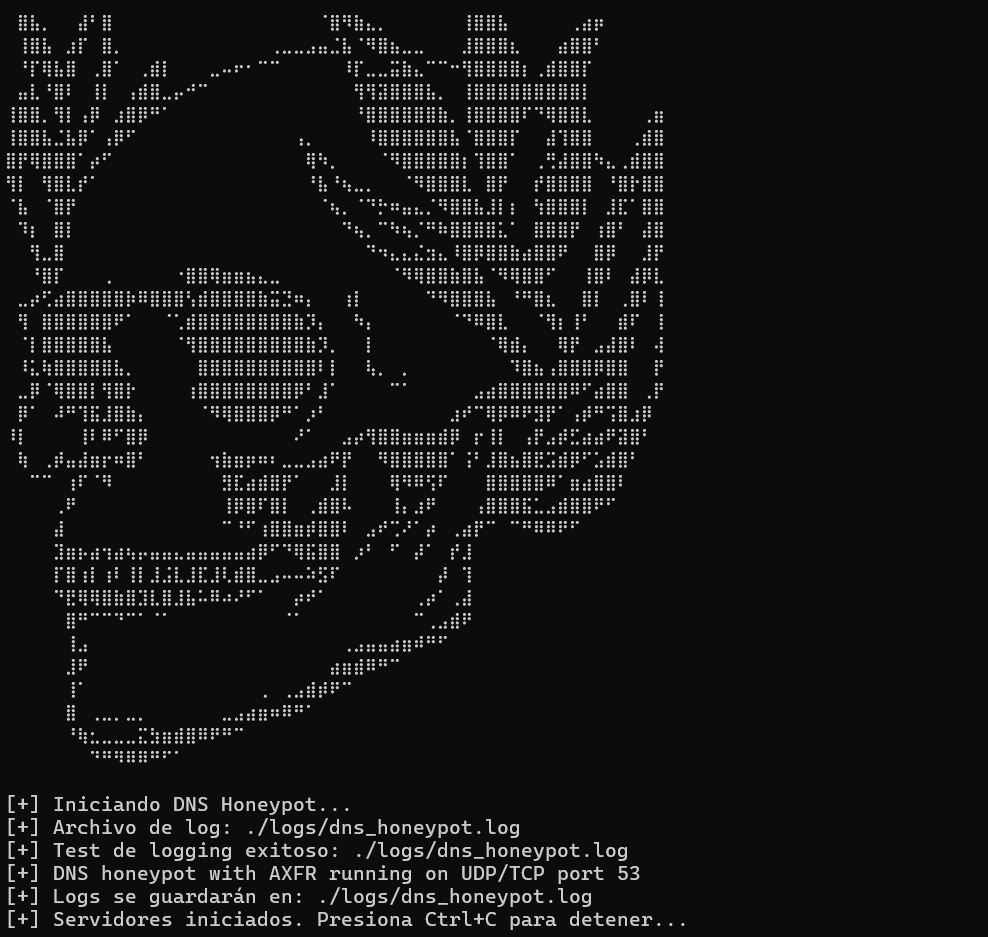 [+] Iniciando DNS Honeypot...
[+] Archivo de log: ./logs/dns_honeypot.log
[+] Test de logging exitoso: ./logs/dns_honeypot.log
[+] DNS honeypot with AXFR running on UDP/TCP port 53
[+] Logs se guardarán en: ./logs/dns_honeypot.log
[+] Servidores iniciados. Presiona Ctrl+C para detener...